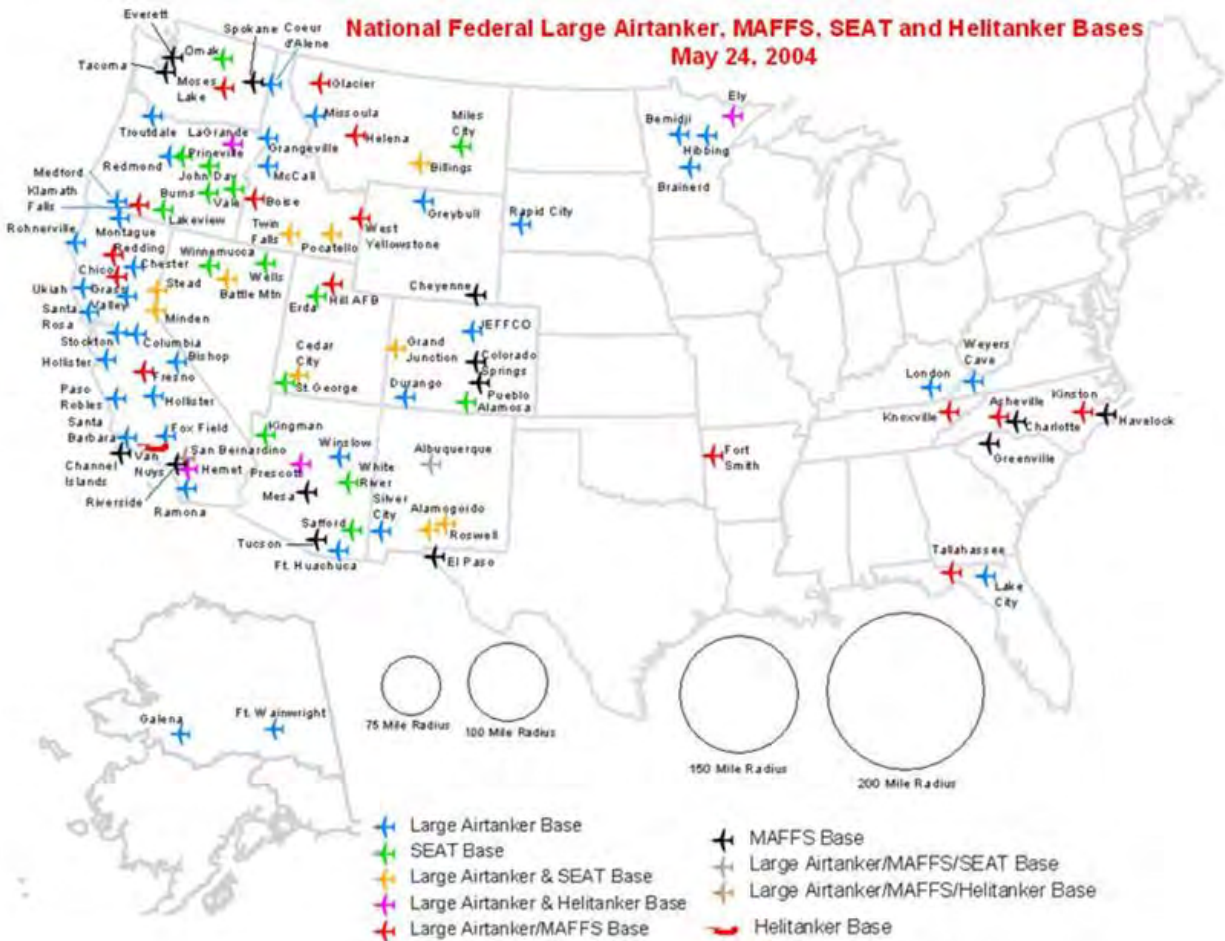 National Federal Large Airtanker, MAFFS, SEAT and Helitanker Bases
May 24, 2004
Everett
Spokane
Coeur
d'Alene
Omak
Tacoma
Moses
Lake
Glacier
Ely
Missoula
Miles
City
Bemidji
Troutdale
LaGrande
Helena
Hibbing
Grangeville
Redmond
Prineville
Billings
Brainerd
John Day
McCall
Medford
Klamath
Falls
Burns
Vale
Boise
Greybull
Rapid City
Lakeview
Twin
Falls
Pocatello
West
Yellowstone
Rohnerville
Montague
Redding
Winnemucca
Wells
Chico
Chester
Ukiah
Grass
Valley
Stead
Battle Mtn
Erda
Hill AFB
Cheyenne
Santa
Rosa
Minden
JEFFCO
Stockton
Columbia
Cedar
City
Grand
Junction
Colorado
Springs
Weyers
Cave
Hollister
Bishop
Fresno
St. George
Durango
Pueblo
Alamosa
London
Paso
Robles
Hollister
Knoxville
Asheville
Kinston
Charlotte
Havelock
Santa
Barbara
Fox Field
Kingman
Winslow
Albuquerque
Fort
Smith
Greenville
Channel
Islands
Van
Nuys
San Bernardino
Hemet
Prescott
White
River
Riverside
Ramona
Mesa
Silver
City
Alamogordo
Roswell
Safford
Tucson
Ft. Huachuca
El Paso
Tallahassee
Lake
City
Galena
Ft. Wainwright
75 Mile Radius
100 Mile Radius
150 Mile Radius
200 Mile Radius
Large Airtanker Base
SEAT Base
Large Airtanker & SEAT Base
Large Airtanker & Helitanker Base
Large Airtanker/MAFFS Base
MAFFS Base
Large Airtanker/MAFFS/SEAT Base
Large Airtanker/MAFFS/Helitanker Base
Helitanker Base